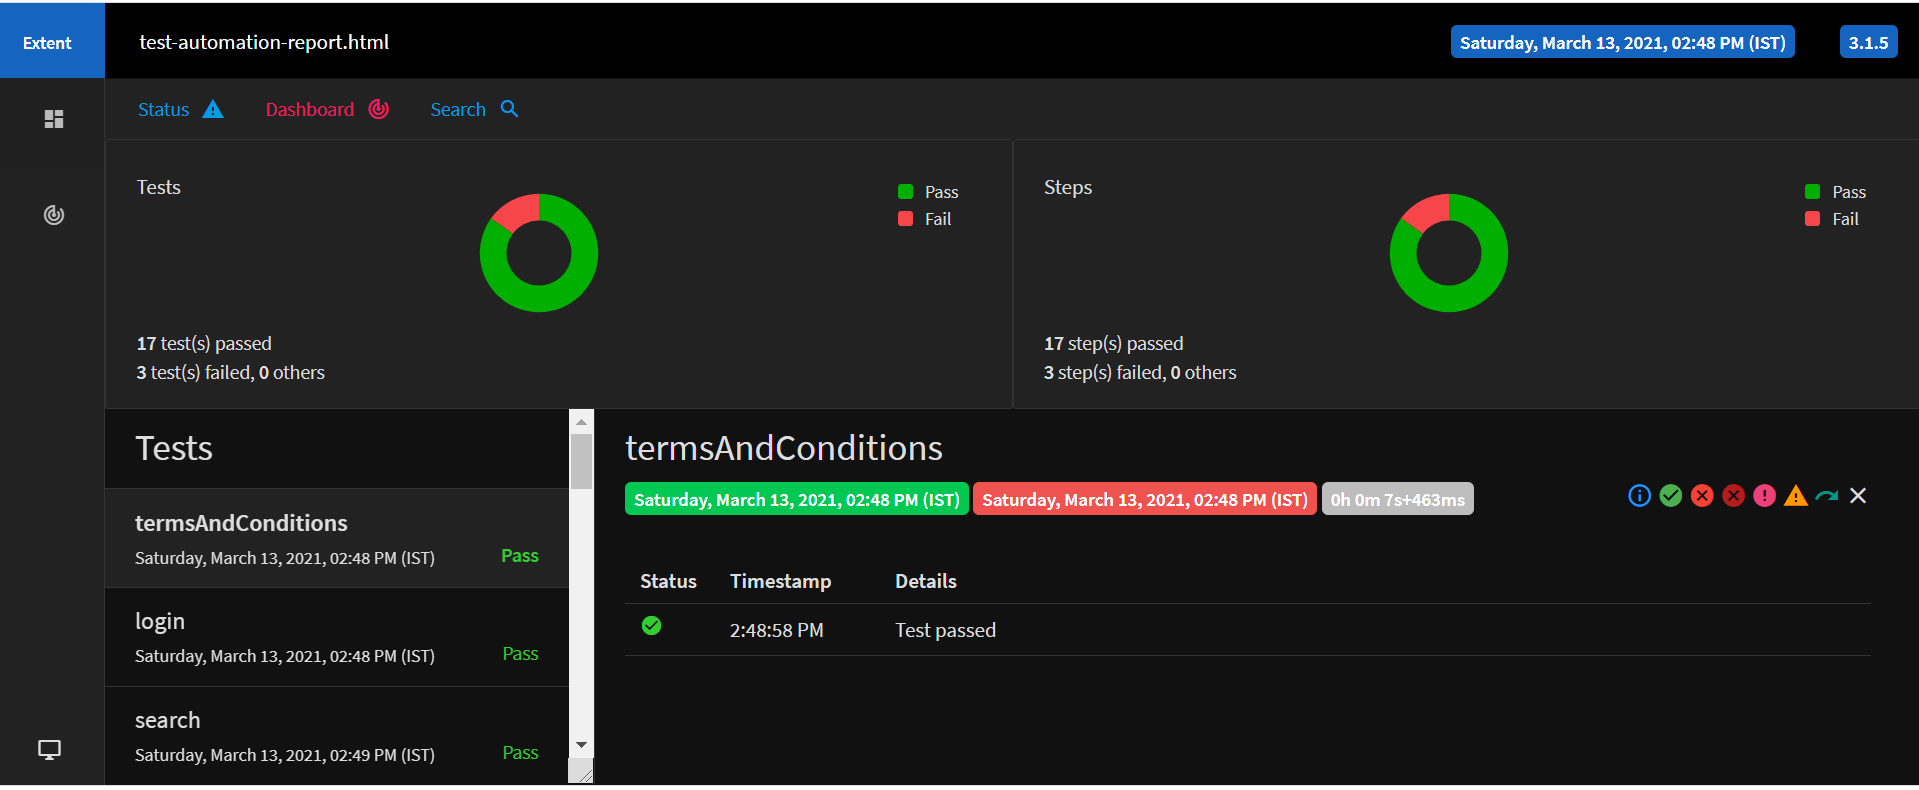 Extent
test-automation-report.html
Saturday, March 13, 2021, 02:48 PM (IST)
3.1.5
Status
Dashboard
Search
Tests
Pass
Fail
17 test(s) passed
3 test(s) failed, 0 others
Steps
Pass
Fail
17 step(s) passed
3 step(s) failed, 0 others
Tests
termsAndConditions
Saturday, March 13, 2021, 02:48 PM (IST)
Pass
login
Saturday, March 13, 2021, 02:48 PM (IST)
Pass
search
Saturday, March 13, 2021, 02:49 PM (IST)
Pass
termsAndConditions
Saturday, March 13, 2021, 02:48 PM (IST)
Saturday, March 13, 2021, 02:48 PM (IST)
0h 0m 7s+463ms
Status Timestamp Details
2:48:58 PM Test passed